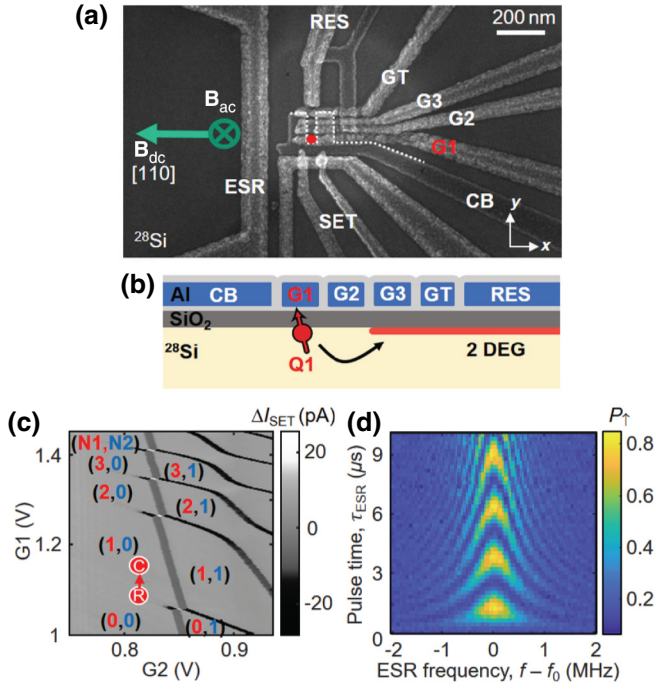 (a)
RES
200 nm
GT
G3
G2
G1
Bac
Bdc
[110]
ESR
CB
SET
28Si
y
x
(b)
Al
CB
G1
G2
G3
GT
RES
SiO2
28Si
Q1
2 DEG
(c)
ΔISET (pA)
(N1,N2)
(3,0)
(3,1)
(2,0)
(2,1)
(1,0)
(1,1)
C
R
(0,0)
(0,1)
1.4
1.2
1
G1 (V)
0.8
0.9
G2 (V)
20
0
-20
(d)
P↑
9
6
3
0
Pulse time, τESR (μs)
-2
-1
0
1
2
ESR frequency, f – f0 (MHz)
0.8
0.6
0.4
0.2